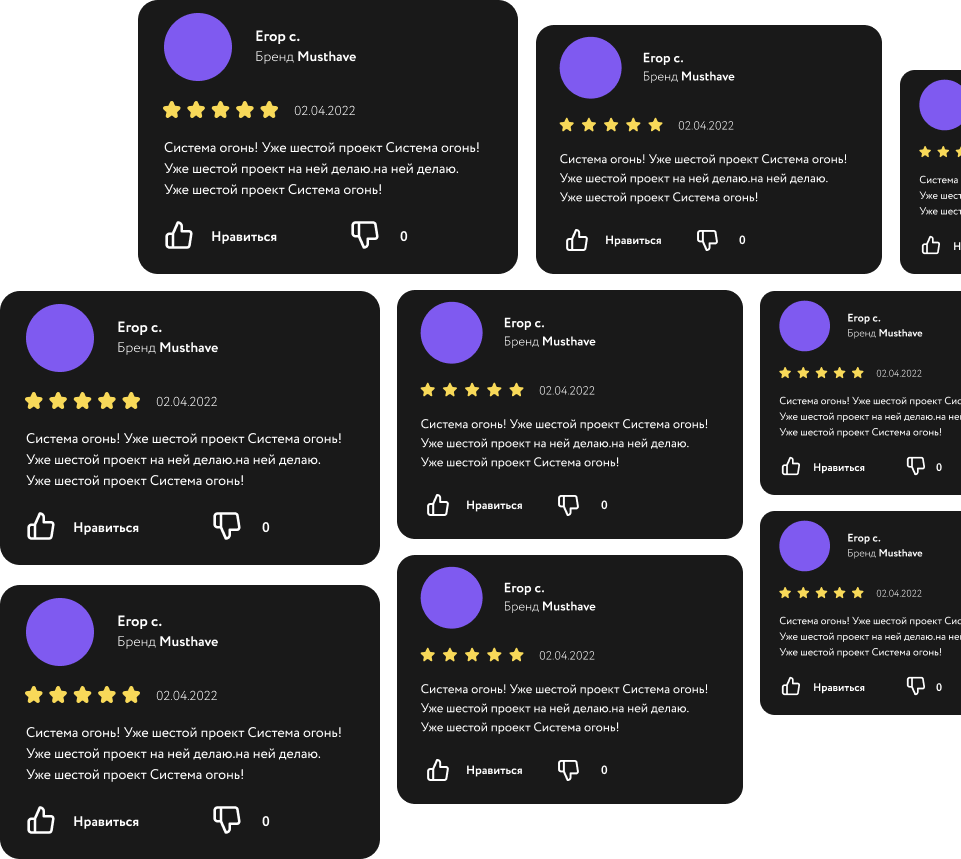 Егор с.
Бренд Musthave
02.04.2022
Система огонь! Уже шестой проект Система огонь!
Уже шестой проект на ней делаю.на ней делаю.
Уже шестой проект Система огонь!
Нравиться 0
Егор с.
Бренд Musthave
02.04.2022
Система огонь! Уже шестой проект Система огонь!
Уже шестой проект на ней делаю.на ней делаю.
Уже шестой проект Система огонь!
Нравиться 0
Система
Уже шест
Уже шест
Н
Егор с.
Бренд Musthave
02.04.2022
Система огонь! Уже шестой проект Система огонь!
Уже шестой проект на ней делаю.на ней делаю.
Уже шестой проект Система огонь!
Нравиться 0
Егор с.
Бренд Musthave
02.04.2022
Система огонь! Уже шестой проект Система огонь!
Уже шестой проект на ней делаю.на ней делаю.
Уже шестой проект Система огонь!
Нравиться 0
Егор с.
Бренд Musthave
02.04.2022
Система огонь! Уже шестой проект Сис
Уже шестой проект на ней делаю.на не
Уже шестой проект Система огонь!
Нравиться 0
Егор с.
Бренд Musthave
02.04.2022
Система огонь! Уже шестой проект Система огонь!
Уже шестой проект на ней делаю.на ней делаю.
Уже шестой проект Система огонь!
Нравиться 0
Егор с.
Бренд Musthave
02.04.2022
Система огонь! Уже шестой проект Система огонь!
Уже шестой проект на ней делаю.на ней делаю.
Уже шестой проект Система огонь!
Нравиться 0
Егор с.
Бренд Musthave
02.04.2022
Система огонь! Уже шестой проект Сис
Уже шестой проект на ней делаю.на не
Уже шестой проект Система огонь!
Нравиться 0